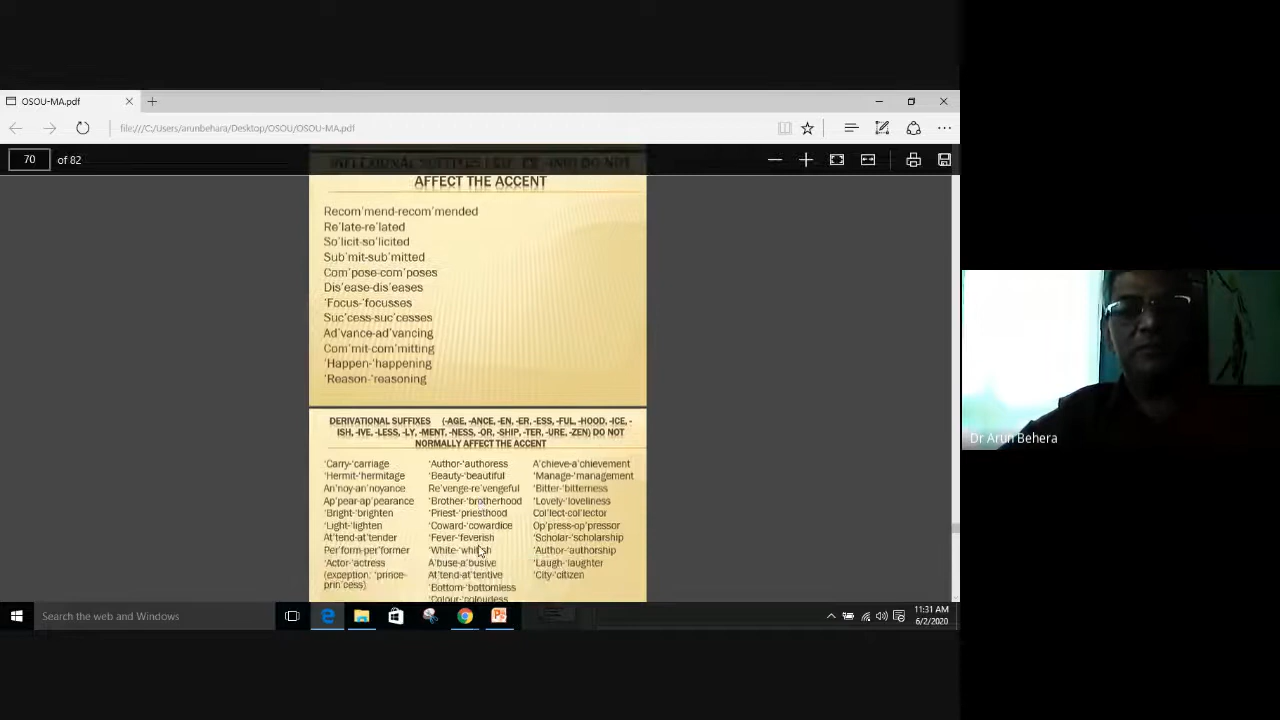 OSOU-MA.pdf
file:///C:/Users/arunbehara/Desktop/OSOU/OSOU-MA.pdf
70 of 82
INFLEXIONAL SUFFIXES DO NOT
AFFECT THE ACCENT
Recom'mend-recom'mended
Re'late-re'lated
So'licit-so'licited
Sub'mit-sub'mitted
Com'pose-com'poses
Dis'ease-dis'eases
'Focus-'focusses
Suc'cess-suc'cesses
Ad'vance-ad'vancing
Com'mit-com'mitting
'Happen-'happening
'Reason-'reasoning
DERIVATIONAL SUFFIXES (-AGE, -ANCE, -EN, -ER, -ESS, -FUL, -HOOD, -ICE, -
ISH, -IVE, -LESS, -LY, -MENT, -NESS, -OR, -SHIP, -TER, -URE, -ZEN) DO NOT
NORMALLY AFFECT THE ACCENT
'Carry-'carriage
'Hermit-'hermitage
An'noy-an'noyance
Ap'pear-ap'pearance
'Bright-'brighten
'Light-'lighten
At'tend-at'tender
Per'form-per'former
'Actor-'actress
(exception, 'prince-
prin'cess)
'Author-'authoress
'Beauty-'beautiful
Re'venge-re'vengeful
'Brother-'brotherhood
'Priest-'priesthood
'Coward-'cowardice
'Fever-'feverish
'White-'whitish
A'buse-a'busive
At'tend-at'tentive
'Bottom-'bottomless
'Colour-'colourless
A'chieve-a'chievement
'Manage-'management
'Bitter-'bitterness
'Lovely-'loveliness
Col'lect-col'lector
Op'press-op'pressor
'Scholar-'scholarship
'Author-'authorship
'Laugh-'laughter
'City-'citizen
Dr Arun Behera
Search the web and Windows
11:31 AM
6/2/2020